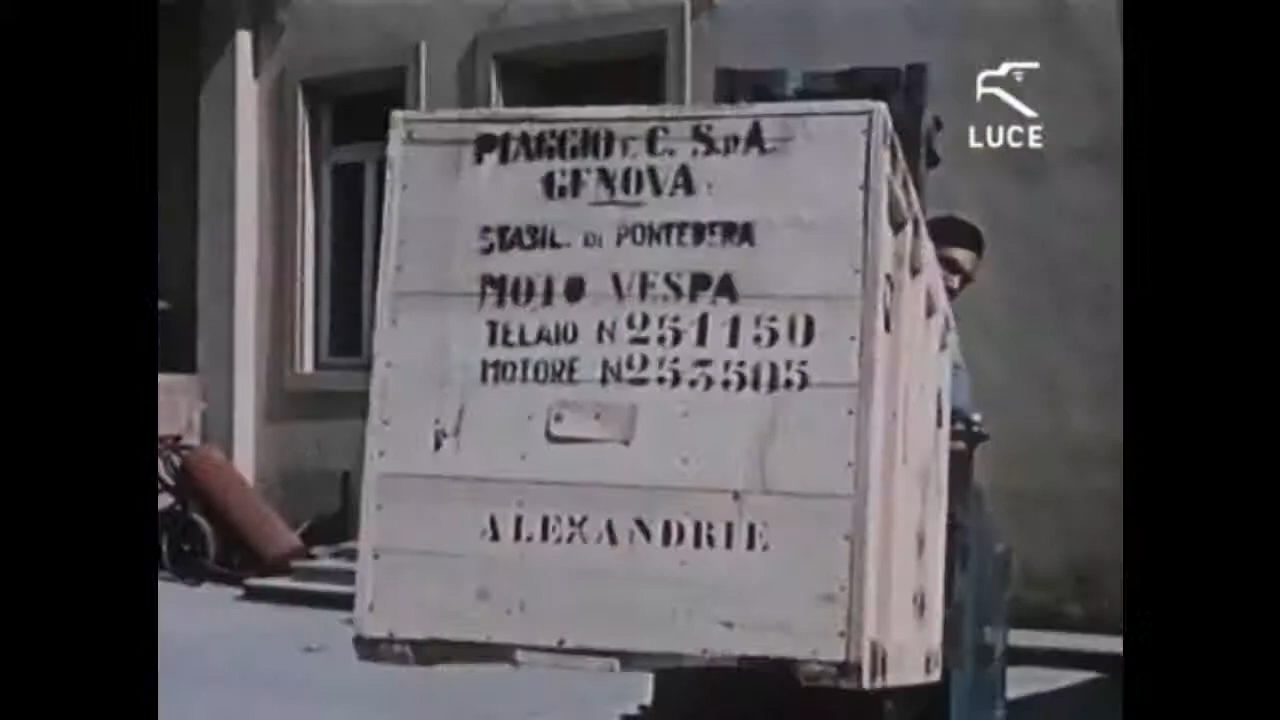 PIAGGIO E C. S.p.A.
GENOVA
STABIL. DI PONTEDERA
MOTO VESPA
TELAIO N 251150
MOTORE N 253505
ALEXANDRIE
LUCE